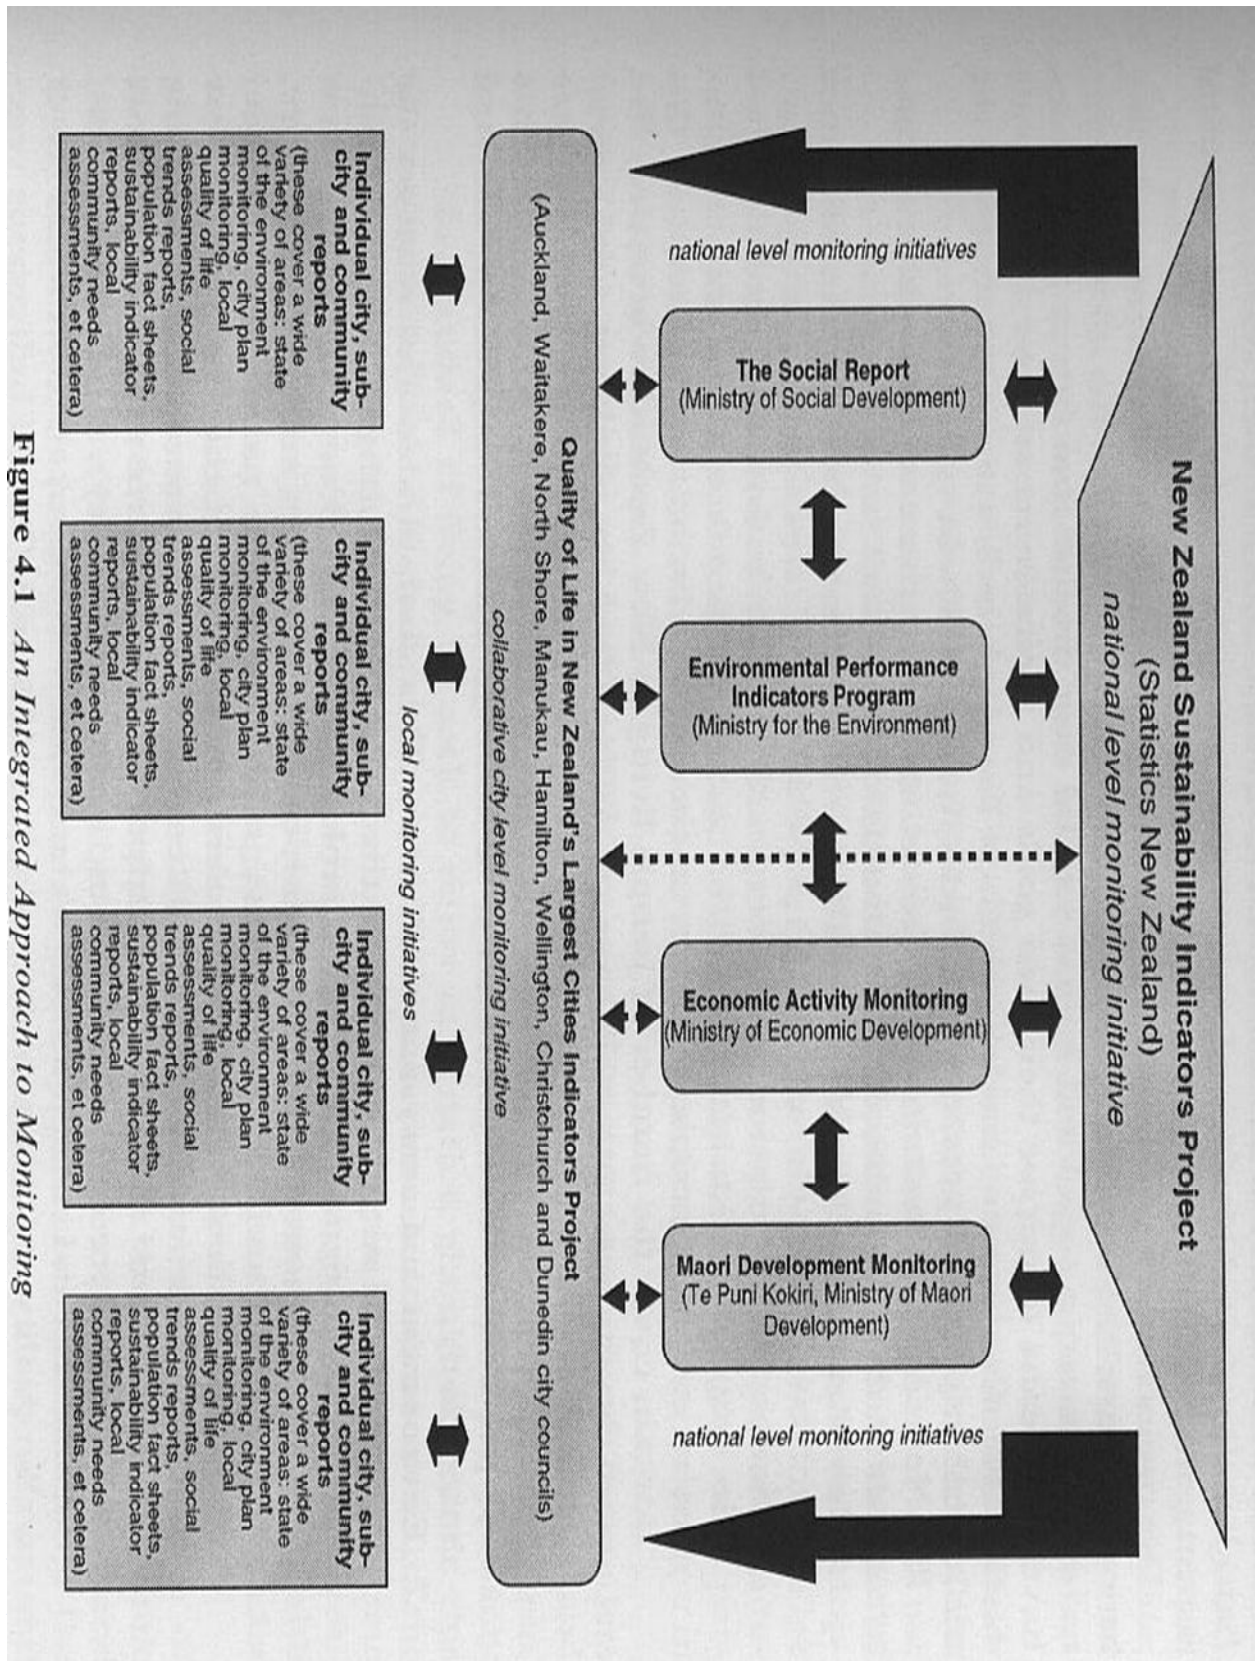 New Zealand Sustainability Indicators Project
(Statistics New Zealand)
national level monitoring initiative
national level monitoring initiatives
The Social Report
(Ministry of Social Development)
Environmental Performance
Indicators Program
(Ministry for the Environment)
Economic Activity Monitoring
(Ministry of Economic Development)
Maori Development Monitoring
(Te Puni Kokiri, Ministry of Maori
Development)
national level monitoring initiatives
Quality of Life in New Zealand's Largest Cities Indicators Project
(Auckland, Waitakere, North Shore, Manukau, Hamilton, Wellington, Christchurch and Dunedin city councils)
collaborative city level monitoring initiative
local monitoring initiatives
Individual city, sub-
city and community
reports
(these cover a wide
variety of areas: state
of the environment
monitoring, city plan
monitoring, local
quality of life
assessments, social
trends reports,
population fact sheets,
sustainability indicator
reports, local
community needs
assessments, et cetera)
Individual city, sub-
city and community
reports
(these cover a wide
variety of areas: state
of the environment
monitoring, city plan
monitoring, local
quality of life
assessments, social
trends reports,
population fact sheets,
sustainability indicator
reports, local
community needs
assessments, et cetera)
Individual city, sub-
city and community
reports
(these cover a wide
variety of areas: state
of the environment
monitoring, city plan
monitoring, local
quality of life
assessments, social
trends reports,
population fact sheets,
sustainability indicator
reports, local
community needs
assessments, et cetera)
Individual city, sub-
city and community
reports
(these cover a wide
variety of areas: state
of the environment
monitoring, city plan
monitoring, local
quality of life
assessments, social
trends reports,
population fact sheets,
sustainability indicator
reports, local
community needs
assessments, et cetera)
Figure 4.1 An Integrated Approach to Monitoring